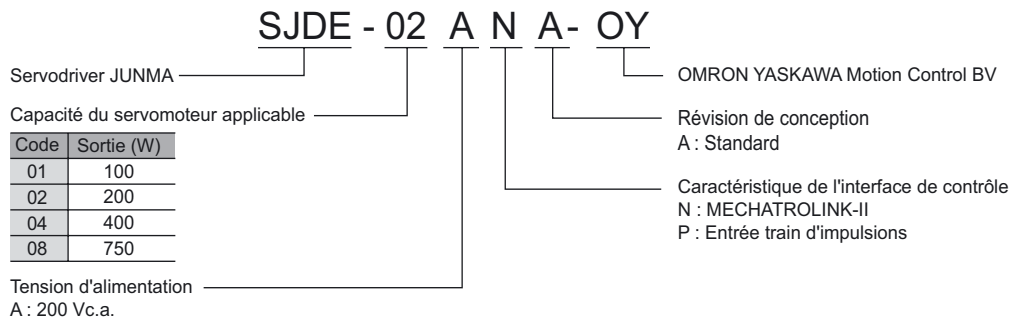 SJDE - 02 A N A- OY
Servodriver JUNMA
OMRON YASKAWA Motion Control BV
Capacité du servomoteur applicable
Code Sortie (W)
01 100
02 200
04 400
08 750
Révision de conception
A : Standard
Caractéristique de l'interface de contrôle
N : MECHATROLINK-II
P : Entrée train d'impulsions
Tension d'alimentation
A : 200 Vc.a.